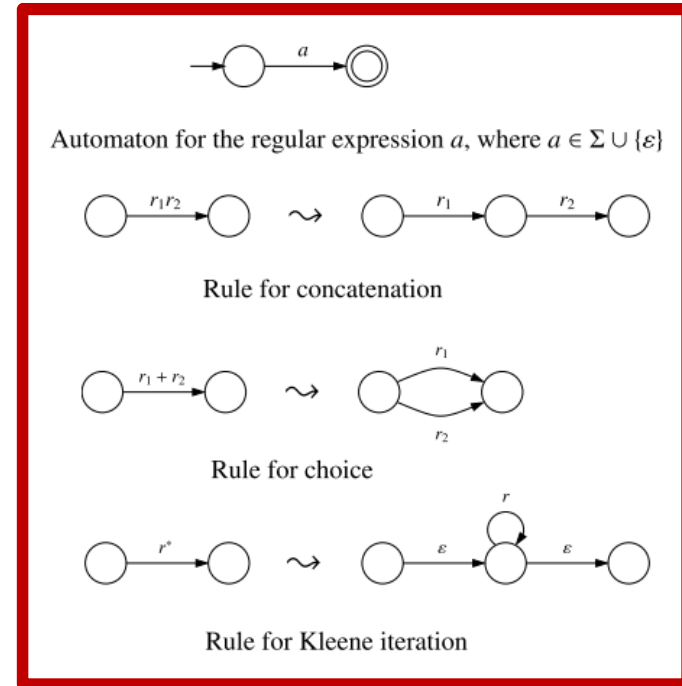 a
Automaton for the regular expression a, where a ∈ Σ ∪ {ε}
r₁r₂ ⤳ r₁ r₂
Rule for concatenation
r₁
r₁ + r₂ ⤳
r₂
Rule for choice
r
r* ⤳ ε ε
Rule for Kleene iteration